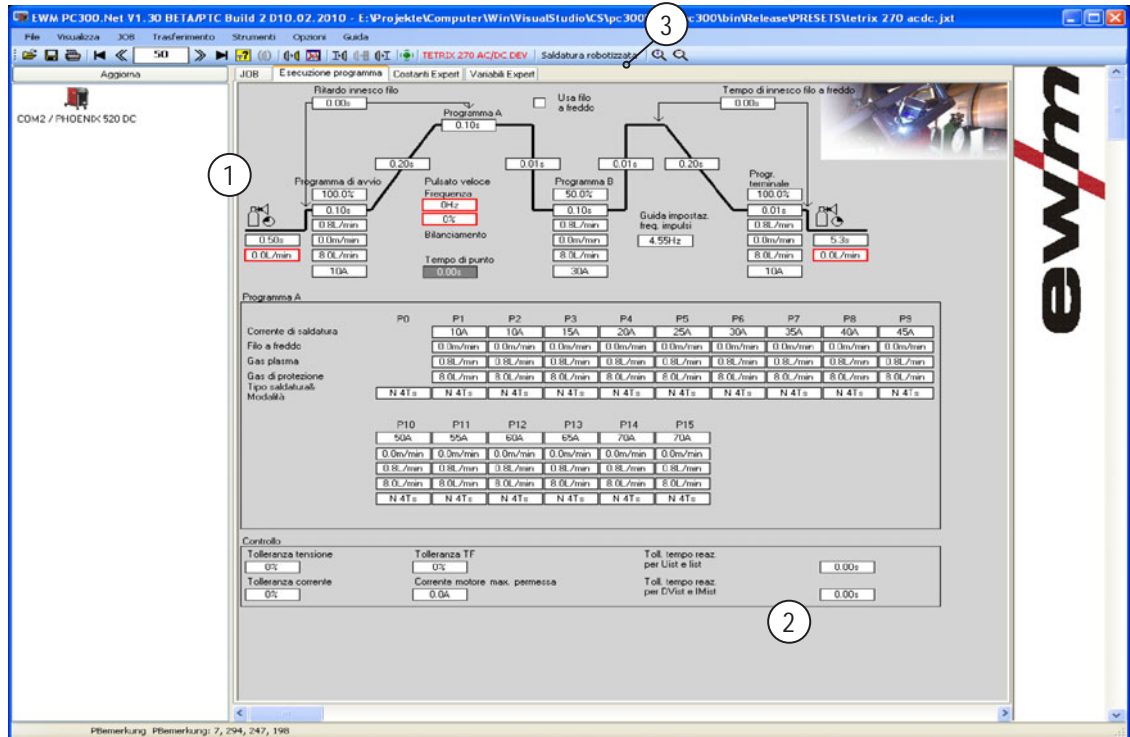 EWM PC300.Net V1.30 BETA/PTC Build 2 D10.02.2010 - E:\Projekte\Computer\Win\VisualStudio\CS\pc300\ c300\bin\Release\PRESETS\tetrix 270 acdc.jxt
File Visualizza JOB Trasferimento Strumenti Opzioni Guida
3
50 TETRIX 270 AC/DC DEV Saldatura robotizzata
Aggiorna
JOB Esecuzione programma Costanti Expert Variabili Expert
COM2 / PHOENIX 520 DC
1
Ritardo innesco filo
0.00s
Usa filo a freddo
Tempo di innesco filo a freddo
0.00s
Programma A
0.10s
0.20s 0.01s 0.01s 0.20s
Programma di avvio
100.0%
0.10s
0.8L/min
0.0m/min
8.0L/min
10A
0.50s
0.0L/min
Pulsato veloce
Frequenza
0Hz
0%
Bilanciamento
Tempo di punto
0.00s
Programma B
50.0%
0.10s
0.8L/min
0.0m/min
8.0L/min
30A
Guida impostaz.
freq. impulsi
4.55Hz
Progr.
terminale
100.0%
0.01s
0.8L/min
0.0m/min
8.0L/min
10A
5.3s
0.0L/min
ewm
Programma A
P0 P1 P2 P3 P4 P5 P6 P7 P8 P9
Corrente di saldatura 10A 10A 15A 20A 25A 30A 35A 40A 45A
Filo a freddo 0.0m/min 0.0m/min 0.0m/min 0.0m/min 0.0m/min 0.0m/min 0.0m/min 0.0m/min 0.0m/min
Gas plasma 0.8L/min 0.8L/min 0.8L/min 0.8L/min 0.8L/min 0.8L/min 0.8L/min 0.8L/min 0.8L/min
Gas di protezione 8.0L/min 8.0L/min 8.0L/min 8.0L/min 8.0L/min 8.0L/min 8.0L/min 8.0L/min 8.0L/min
Tipo saldatura&
Modalità N 4Ts N 4Ts N 4Ts N 4Ts N 4Ts N 4Ts N 4Ts N 4Ts N 4Ts N 4Ts
P10 P11 P12 P13 P14 P15
50A 55A 60A 65A 70A 70A
0.0m/min 0.0m/min 0.0m/min 0.0m/min 0.0m/min 0.0m/min
0.8L/min 0.8L/min 0.8L/min 0.8L/min 0.8L/min 0.8L/min
8.0L/min 8.0L/min 8.0L/min 8.0L/min 8.0L/min 8.0L/min
N 4Ts N 4Ts N 4Ts N 4Ts N 4Ts N 4Ts
Controllo
Tolleranza tensione Tolleranza TF Toll. tempo reaz.
per Uist e Iist
0% 0% 0.00s
Tolleranza corrente Corrente motore max. permessa Toll. tempo reaz.
per DVist e IMist
0% 0.0A 0.00s
2
PBemerkung PBemerkung: 7, 294, 247, 198